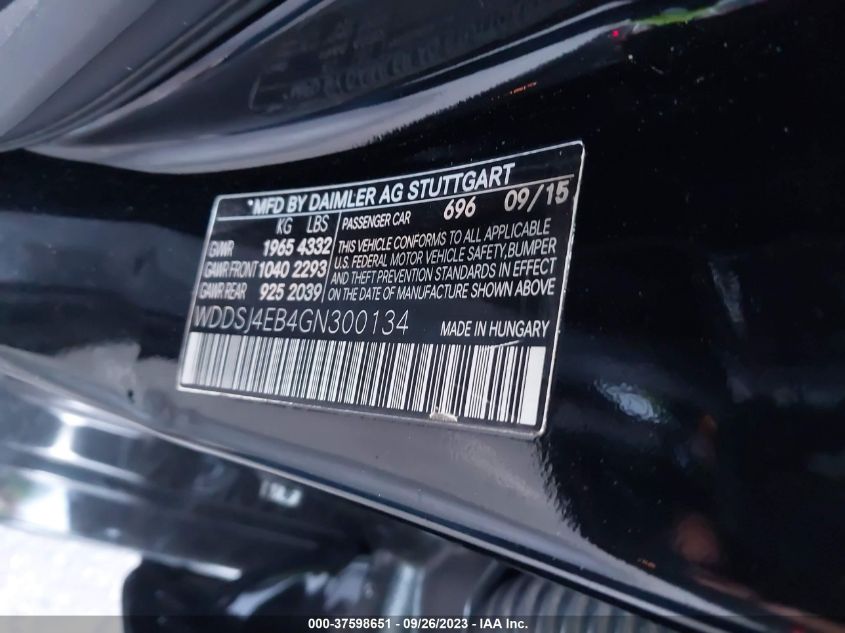 *MFD BY DAIMLER AG STUTTGART
KG LBS PASSENGER CAR 696 09/15
GVWR 1965 4332
GAWR FRONT 1040 2293
GAWR REAR 925 2039
THIS VEHICLE CONFORMS TO ALL APPLICABLE
U.S. FEDERAL MOTOR VEHICLE SAFETY, BUMPER
AND THEFT PREVENTION STANDARDS IN EFFECT
ON THE DATE OF MANUFACTURE SHOWN ABOVE
WDDSJ4EB4GN300134 MADE IN HUNGARY
000-37598651 - 09/26/2023 - IAA Inc.